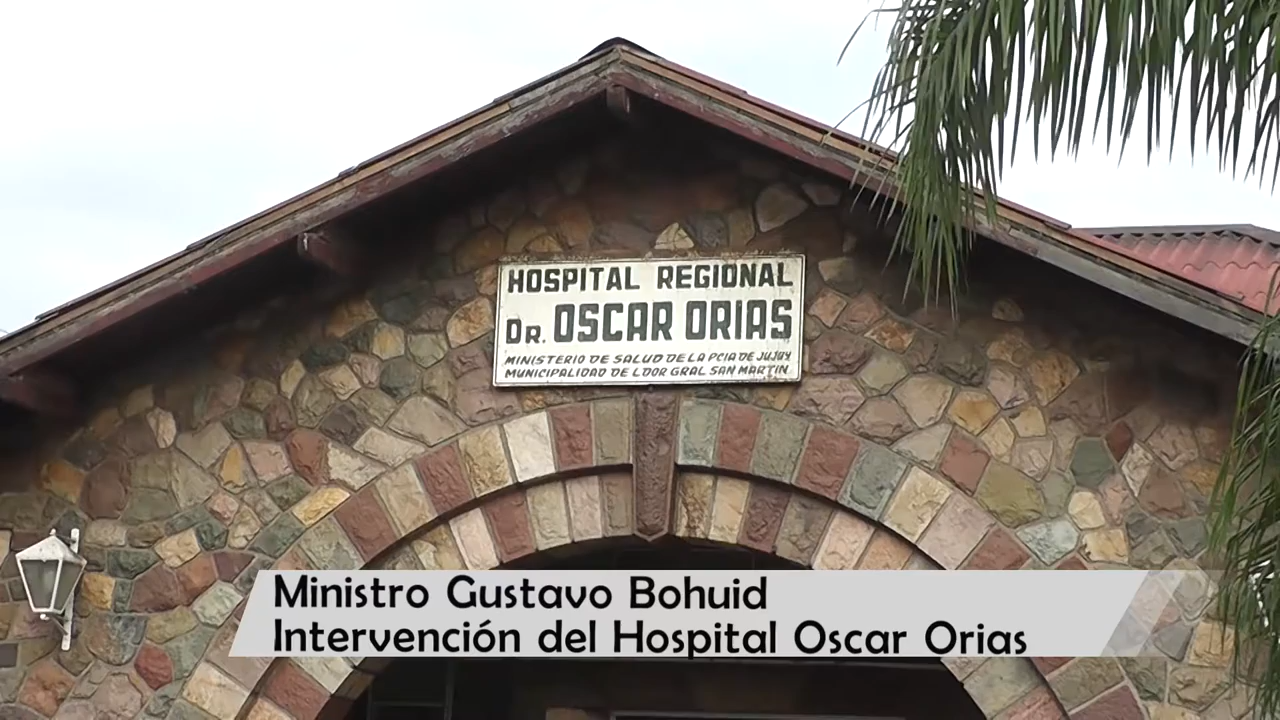 HOSPITAL REGIONAL
DR. OSCAR ORIAS
MINISTERIO DE SALUD DE LA PCIA DE JUJUY
MUNICIPALIDAD DE LDOR GRAL SAN MARTIN
Ministro Gustavo Bohuid
Intervención del Hospital Oscar Orias